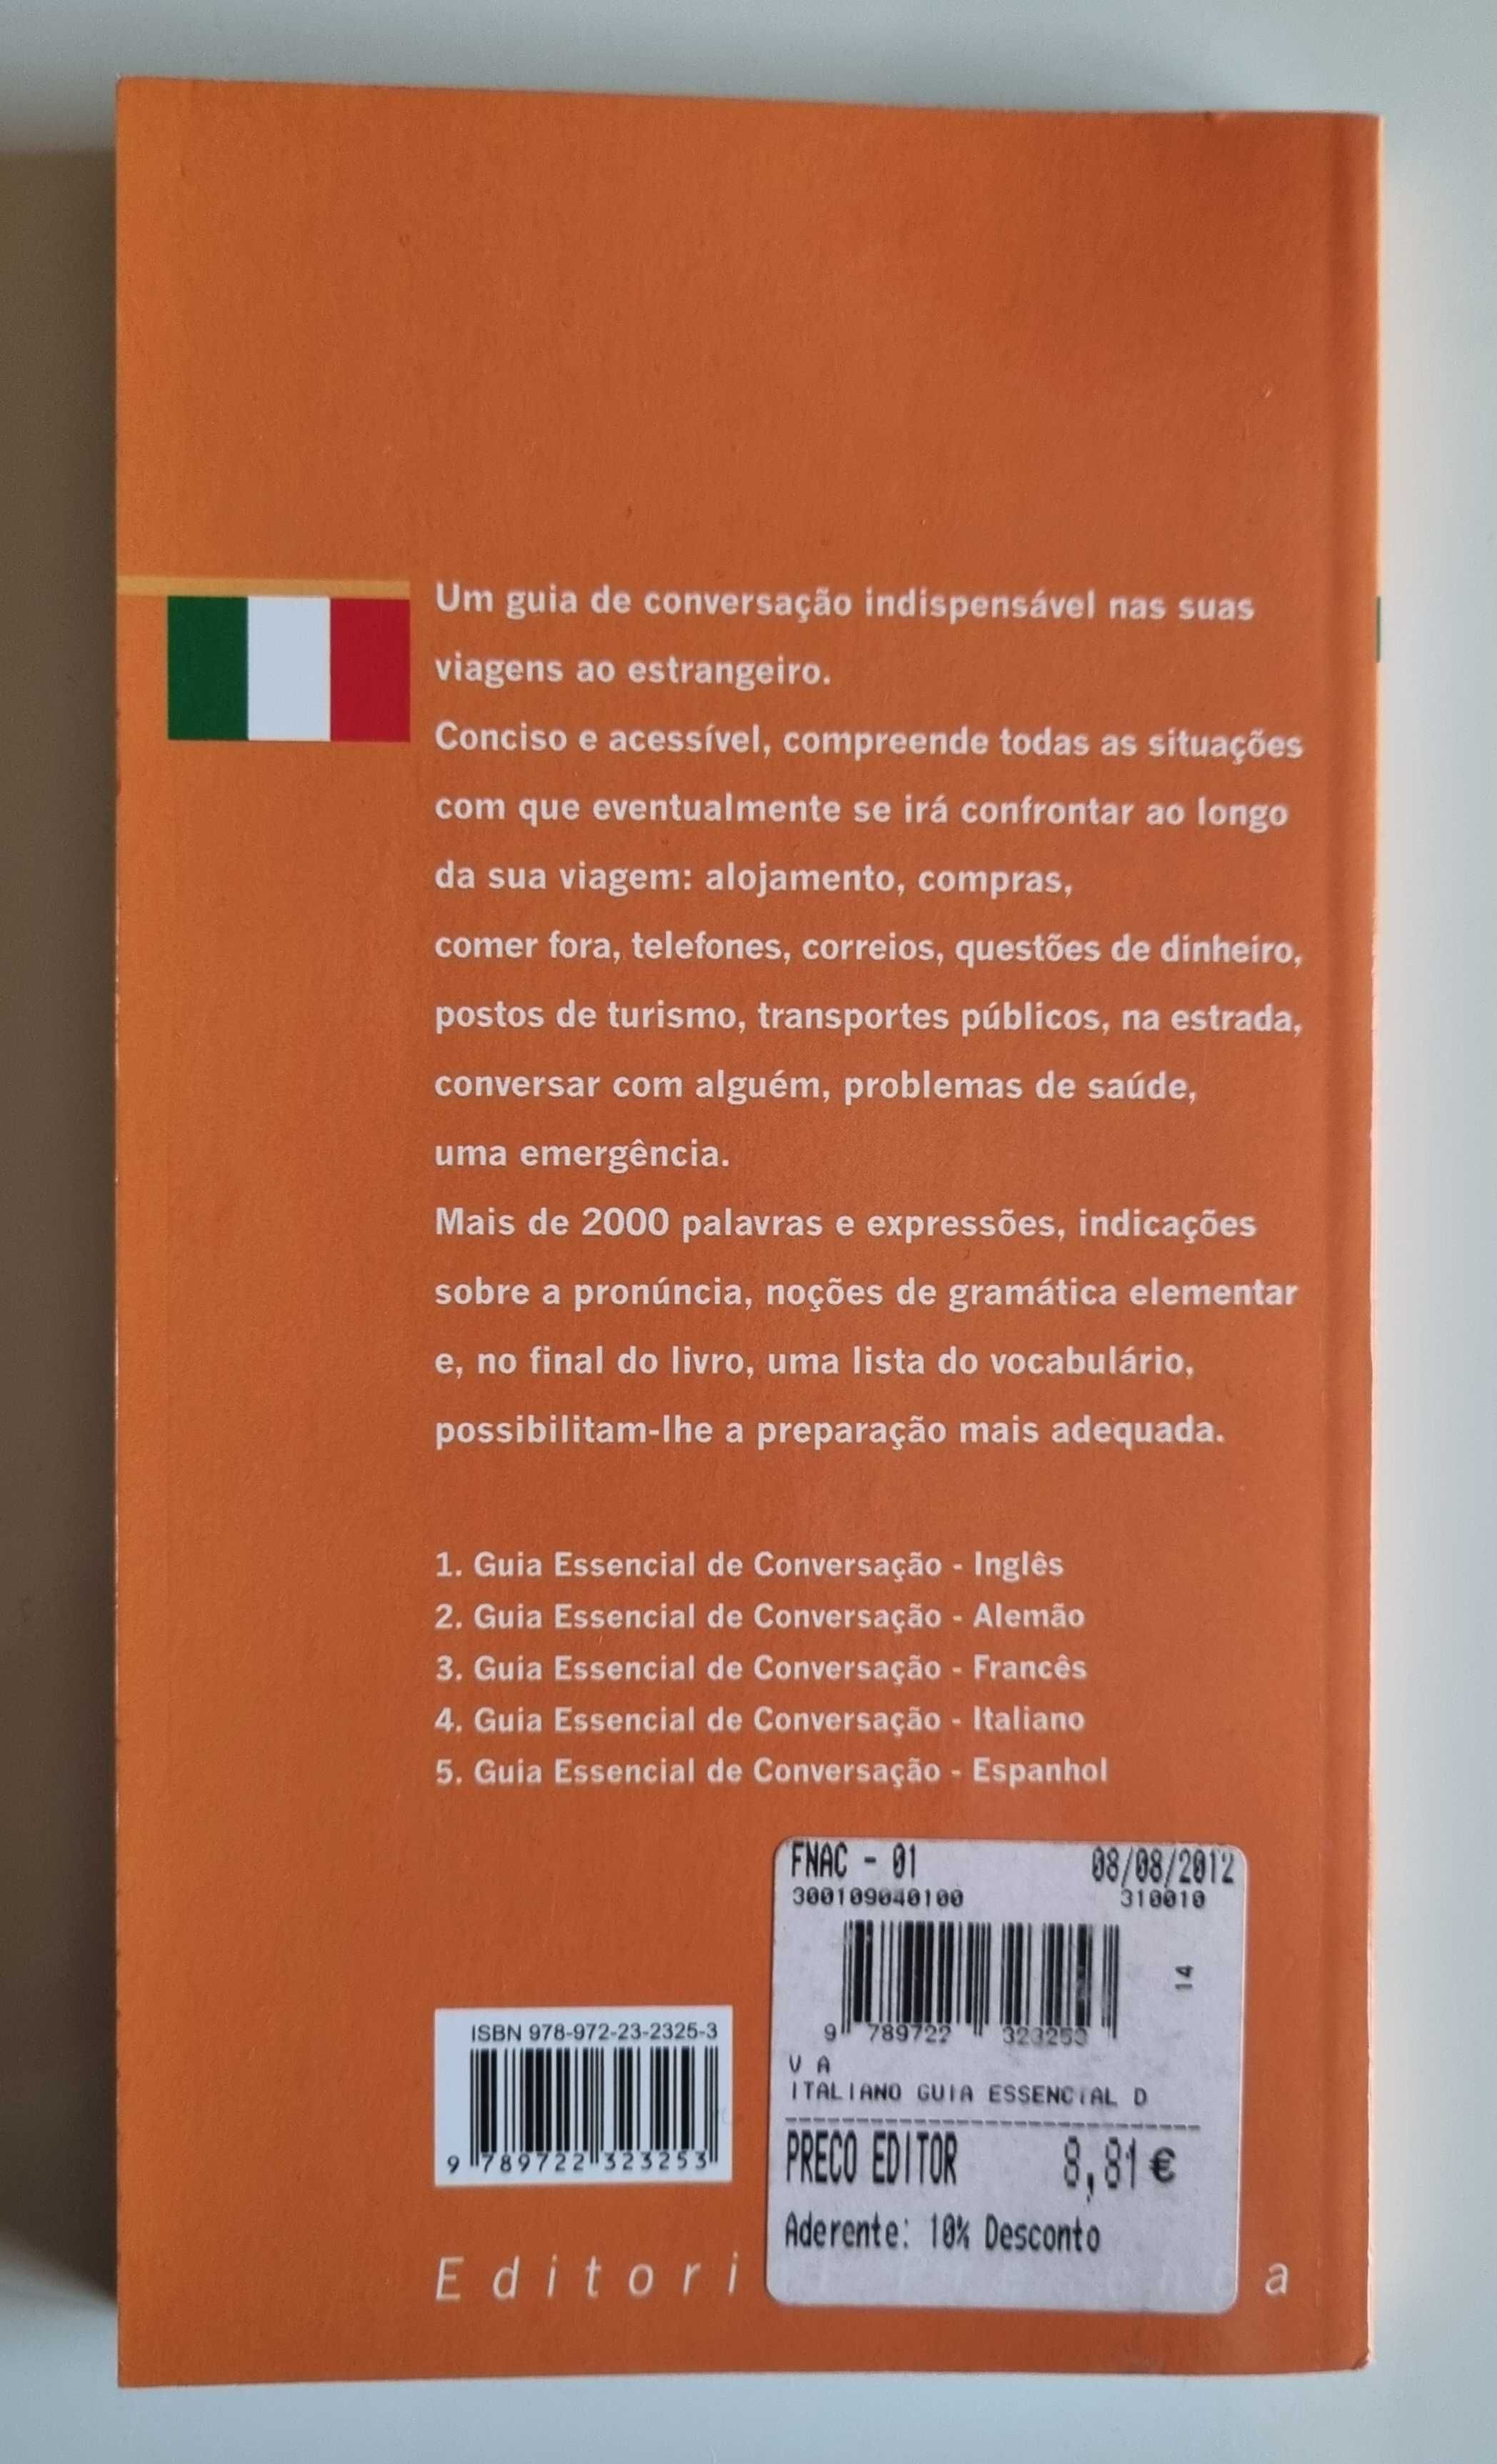 Um guia de conversação indispensável nas suas
viagens ao estrangeiro.
Conciso e acessível, compreende todas as situações
com que eventualmente se irá confrontar ao longo
da sua viagem: alojamento, compras,
comer fora, telefones, correios, questões de dinheiro,
postos de turismo, transportes públicos, na estrada,
conversar com alguém, problemas de saúde,
uma emergência.
Mais de 2000 palavras e expressões, indicações
sobre a pronúncia, noções de gramática elementar
e, no final do livro, uma lista do vocabulário,
possibilitam-lhe a preparação mais adequada.
1. Guia Essencial de Conversação - Inglês
2. Guia Essencial de Conversação - Alemão
3. Guia Essencial de Conversação - Francês
4. Guia Essencial de Conversação - Italiano
5. Guia Essencial de Conversação - Espanhol
FNAC - 01 08/08/2012
300109040100 310010
14
9 789722 323253
V A
ITALIANO GUIA ESSENCIAL D
PRECO EDITOR 8,81 €
Aderente: 10% Desconto
ISBN 978-972-23-2325-3
9 789722 323253
Editori a